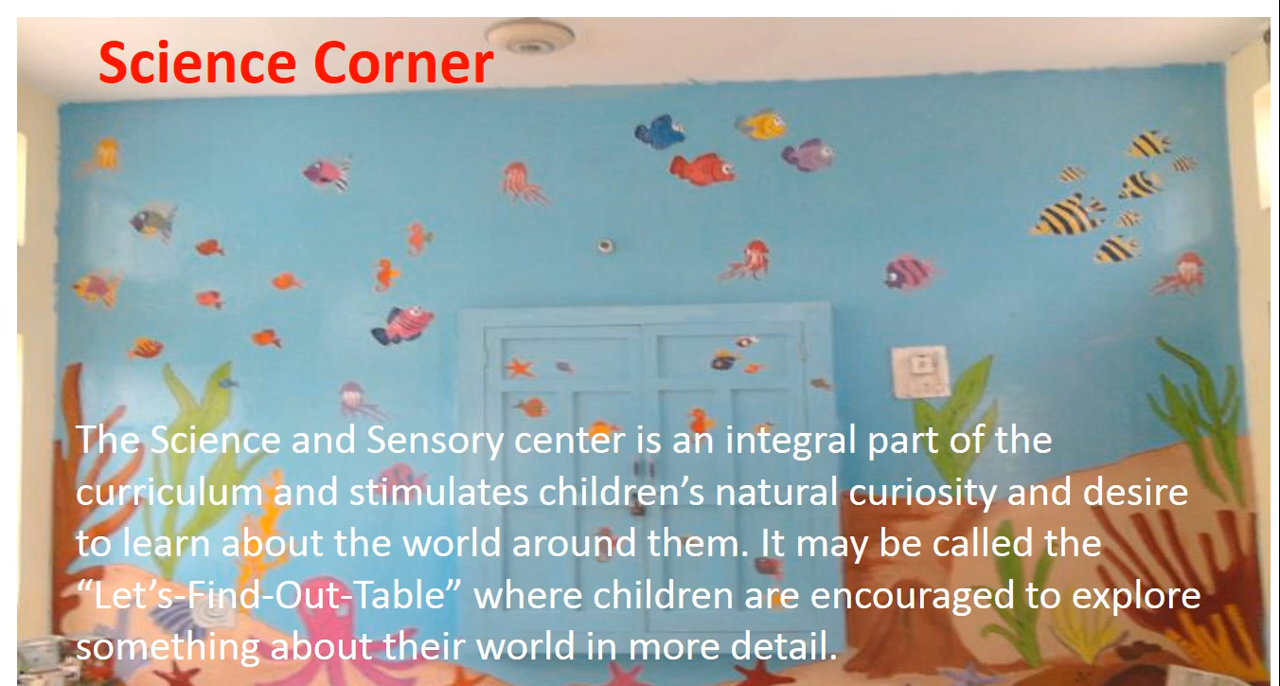 Science Corner
The Science and Sensory center is an integral part of the
curriculum and stimulates children’s natural curiosity and desire
to learn about the world around them. It may be called the
“Let’s-Find-Out-Table” where children are encouraged to explore
something about their world in more detail.